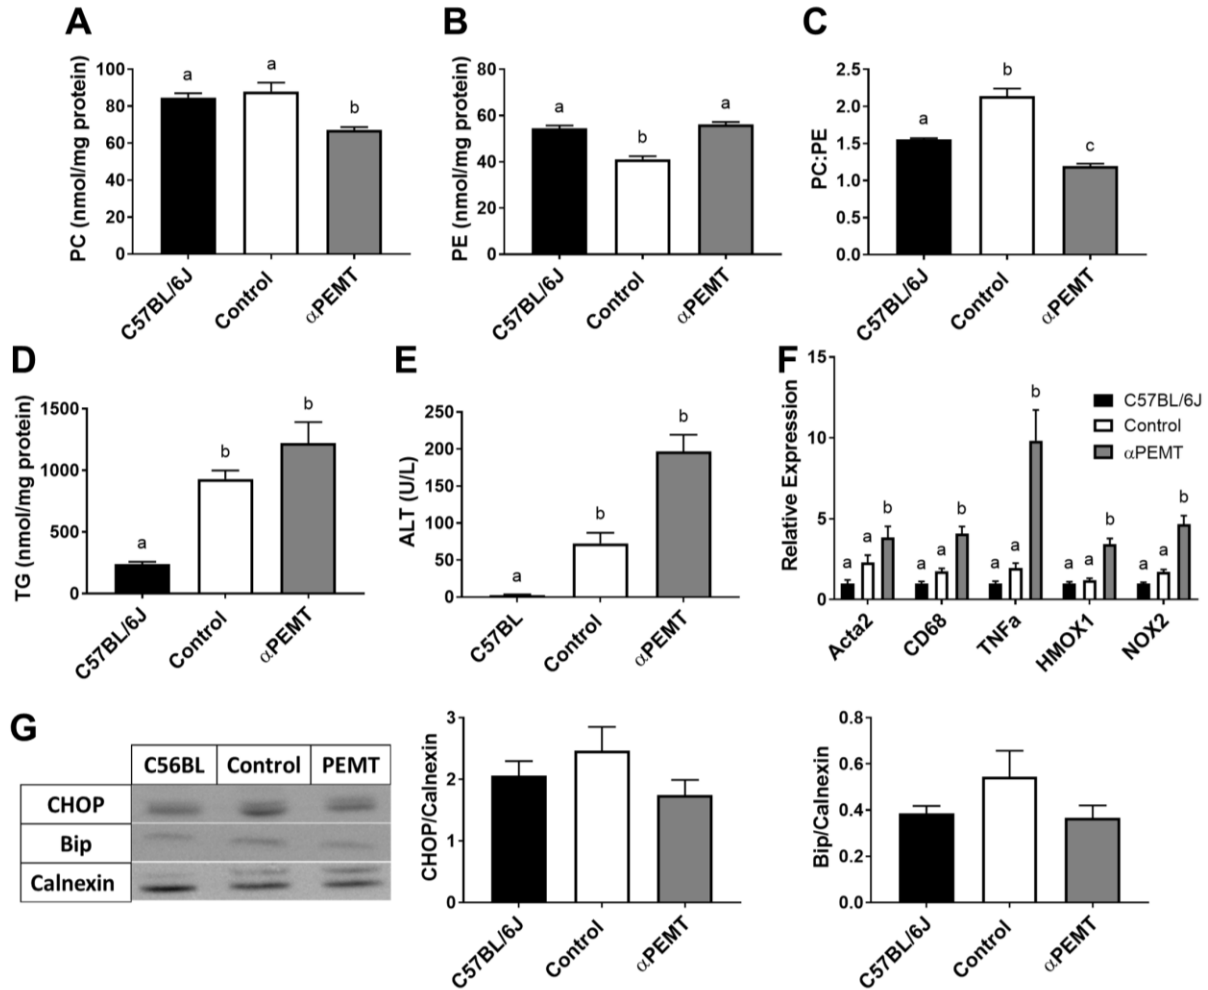 A
PC (nmol/mg protein)
100
80
60
40
20
0
a
a
b
C57BL/6J
Control
αPEMT
B
PE (nmol/mg protein)
80
60
40
20
0
a
b
a
C57BL/6J
Control
αPEMT
C
PC:PE
2.5
2.0
1.5
1.0
0.5
0.0
a
b
c
C57BL/6J
Control
αPEMT
D
TG (nmol/mg protein)
1500
1000
500
0
a
b
b
C57BL/6J
Control
αPEMT
E
ALT (U/L)
250
200
150
100
50
0
a
b
b
C57BL
Control
αPEMT
F
Relative Expression
15
10
5
0
a a b
a a b
a a b
a a b
a a b
Acta2
CD68
TNFa
HMOX1
NOX2
C57BL/6J
Control
αPEMT
G
C56BL Control PEMT
CHOP
Bip
Calnexin
CHOP/Calnexin
3
2
1
0
C57BL/6J
Control
αPEMT
Bip/Calnexin
0.8
0.6
0.4
0.2
0.0
C57BL/6J
Control
αPEMT